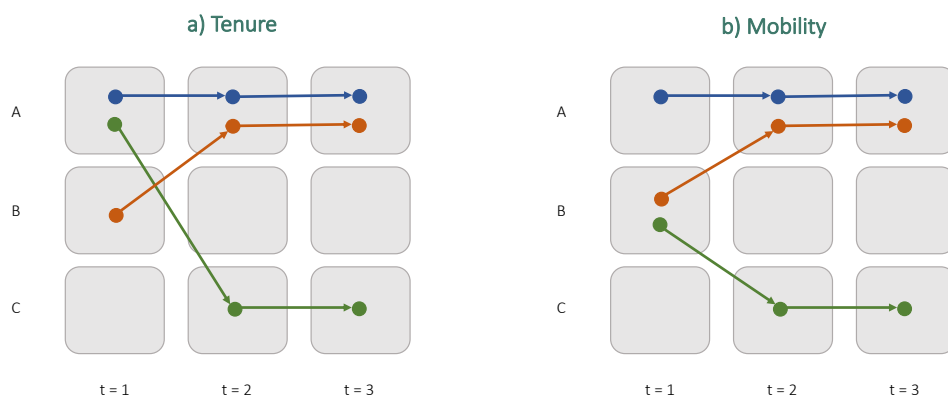 a) Tenure
b) Mobility
A
A
B
B
C
C
t = 1
t = 2
t = 3
t = 1
t = 2
t = 3